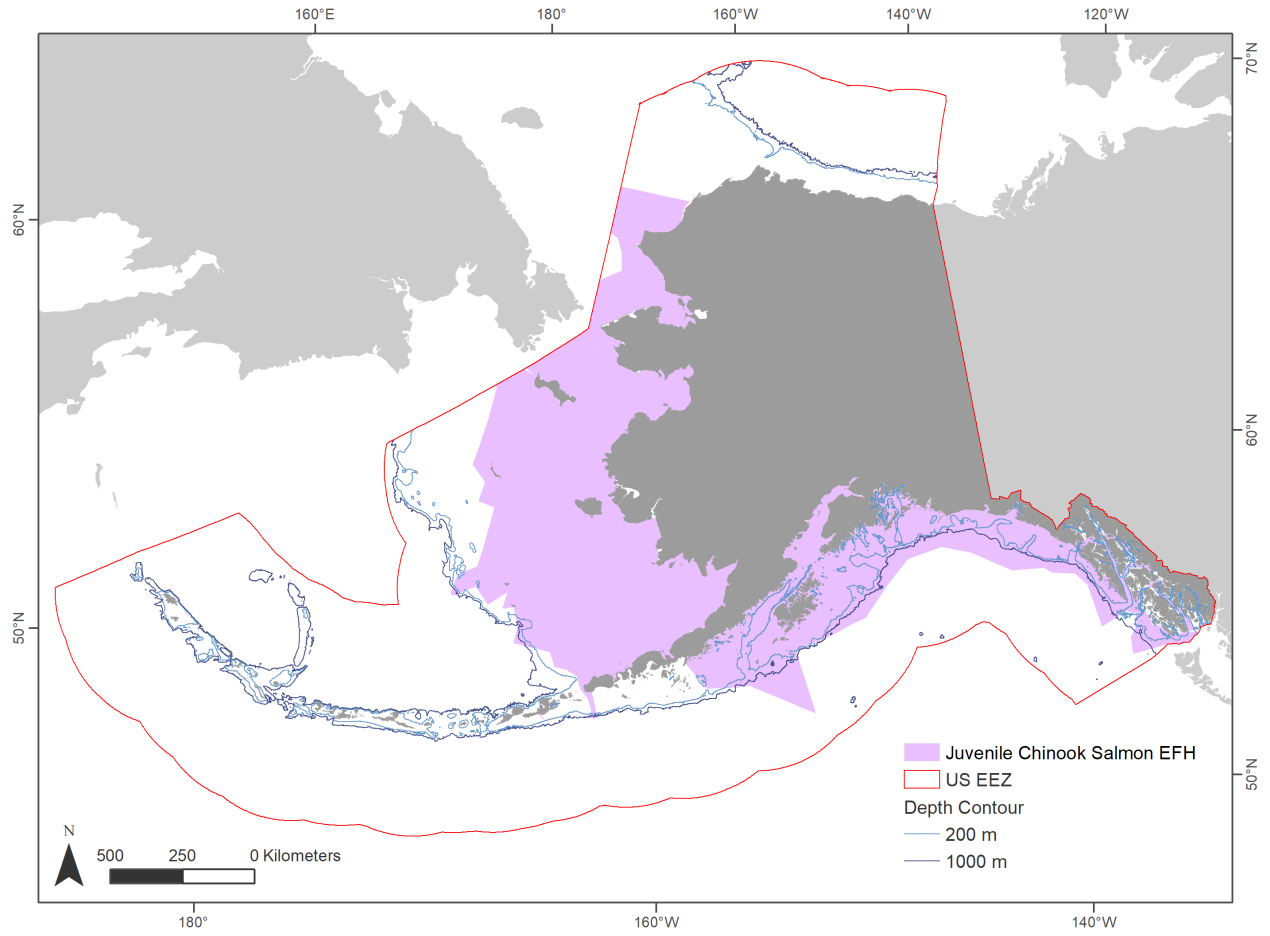 160°E 180° 160°W 140°W 120°W
70°N
60°N
60°N
50°N
50°N
Juvenile Chinook Salmon EFH
US EEZ
Depth Contour
200 m
1000 m
N
500 250 0 Kilometers
180° 160°W 140°W